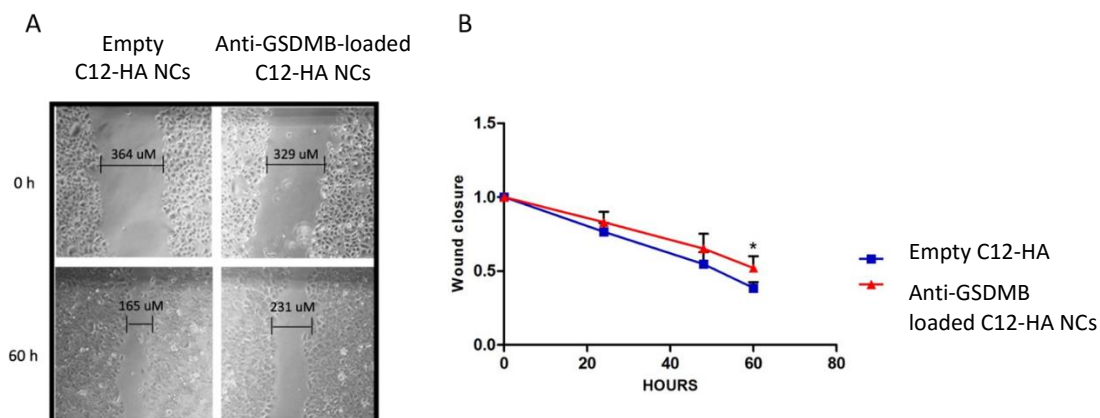 A
Empty
C12-HA NCs
Anti-GSDMB-loaded
C12-HA NCs
0 h
364 uM
329 uM
60 h
165 uM
231 uM
B
Wound closure
1.5
1.0
0.5
0.0
0
20
40
60
80
HOURS
*
Empty C12-HA
Anti-GSDMB
loaded C12-HA NCs